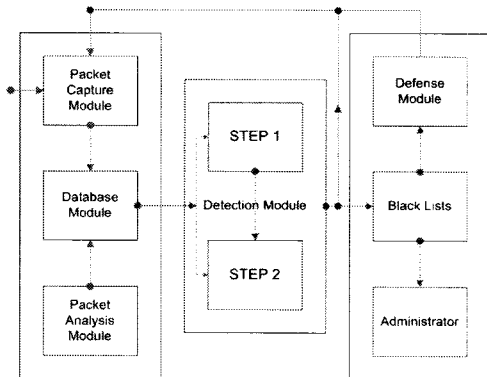 Packet
Capture
Module
Database
Module
Packet
Analysis
Module
STEP 1
Detection Module
STEP 2
Defense
Module
Black Lists
Administrator